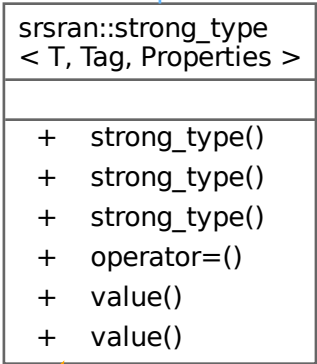 srsran::strong_type
< T, Tag, Properties >
+ strong_type()
+ strong_type()
+ strong_type()
+ operator=()
+ value()
+ value()